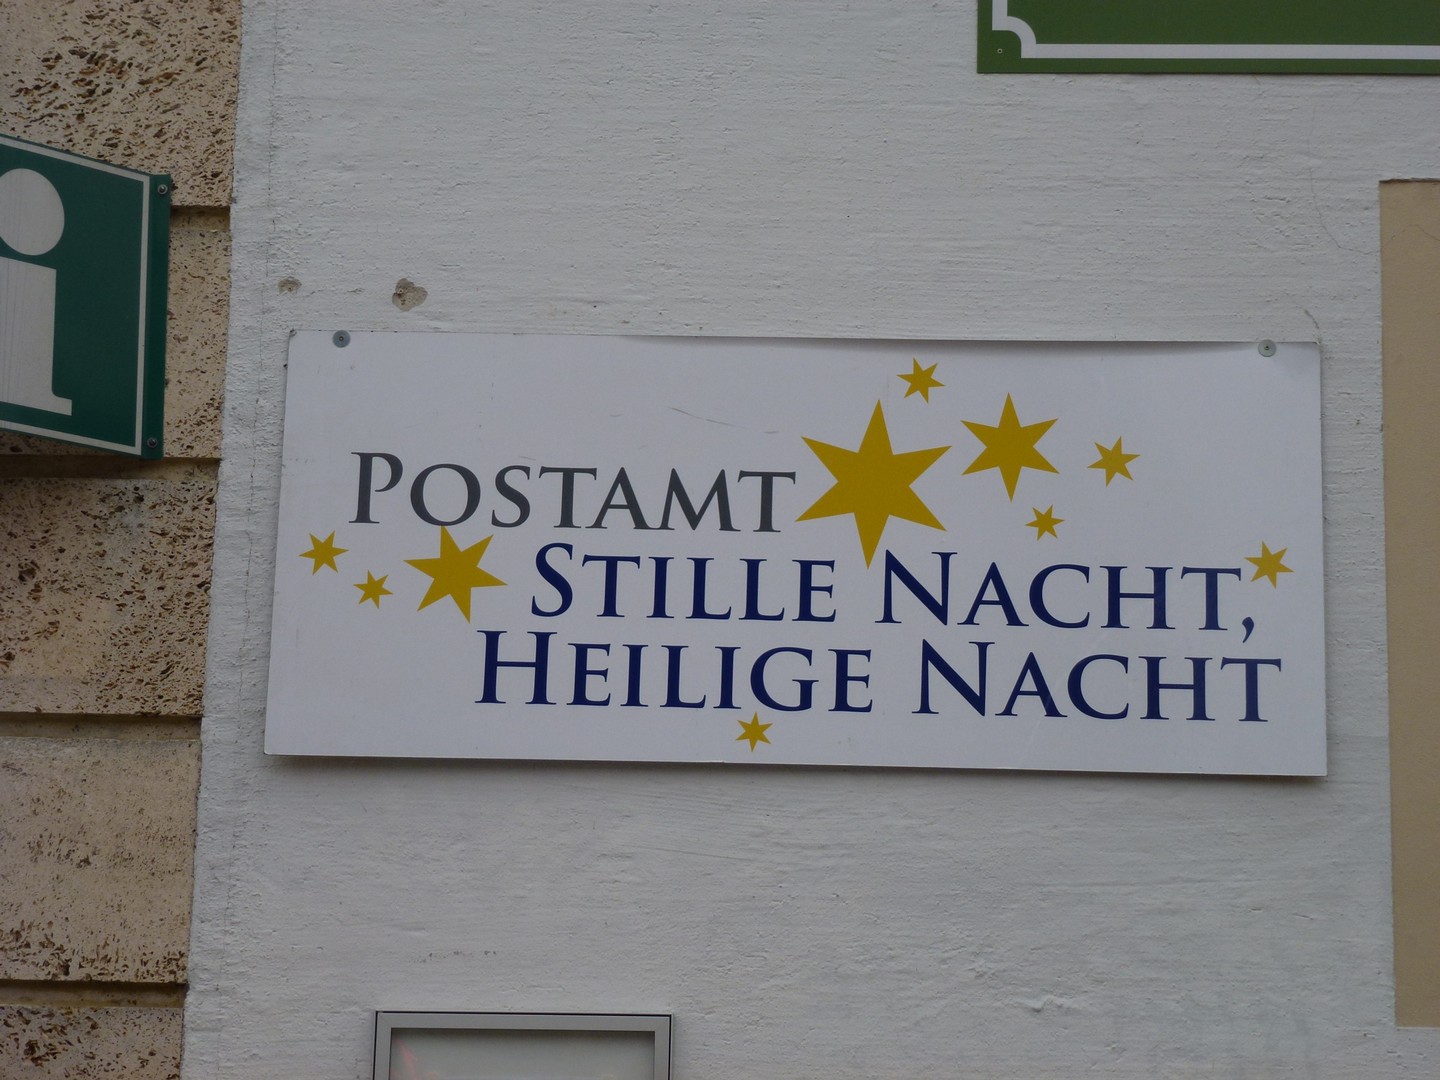 i
POSTAMT
STILLE NACHT,
HEILIGE NACHT